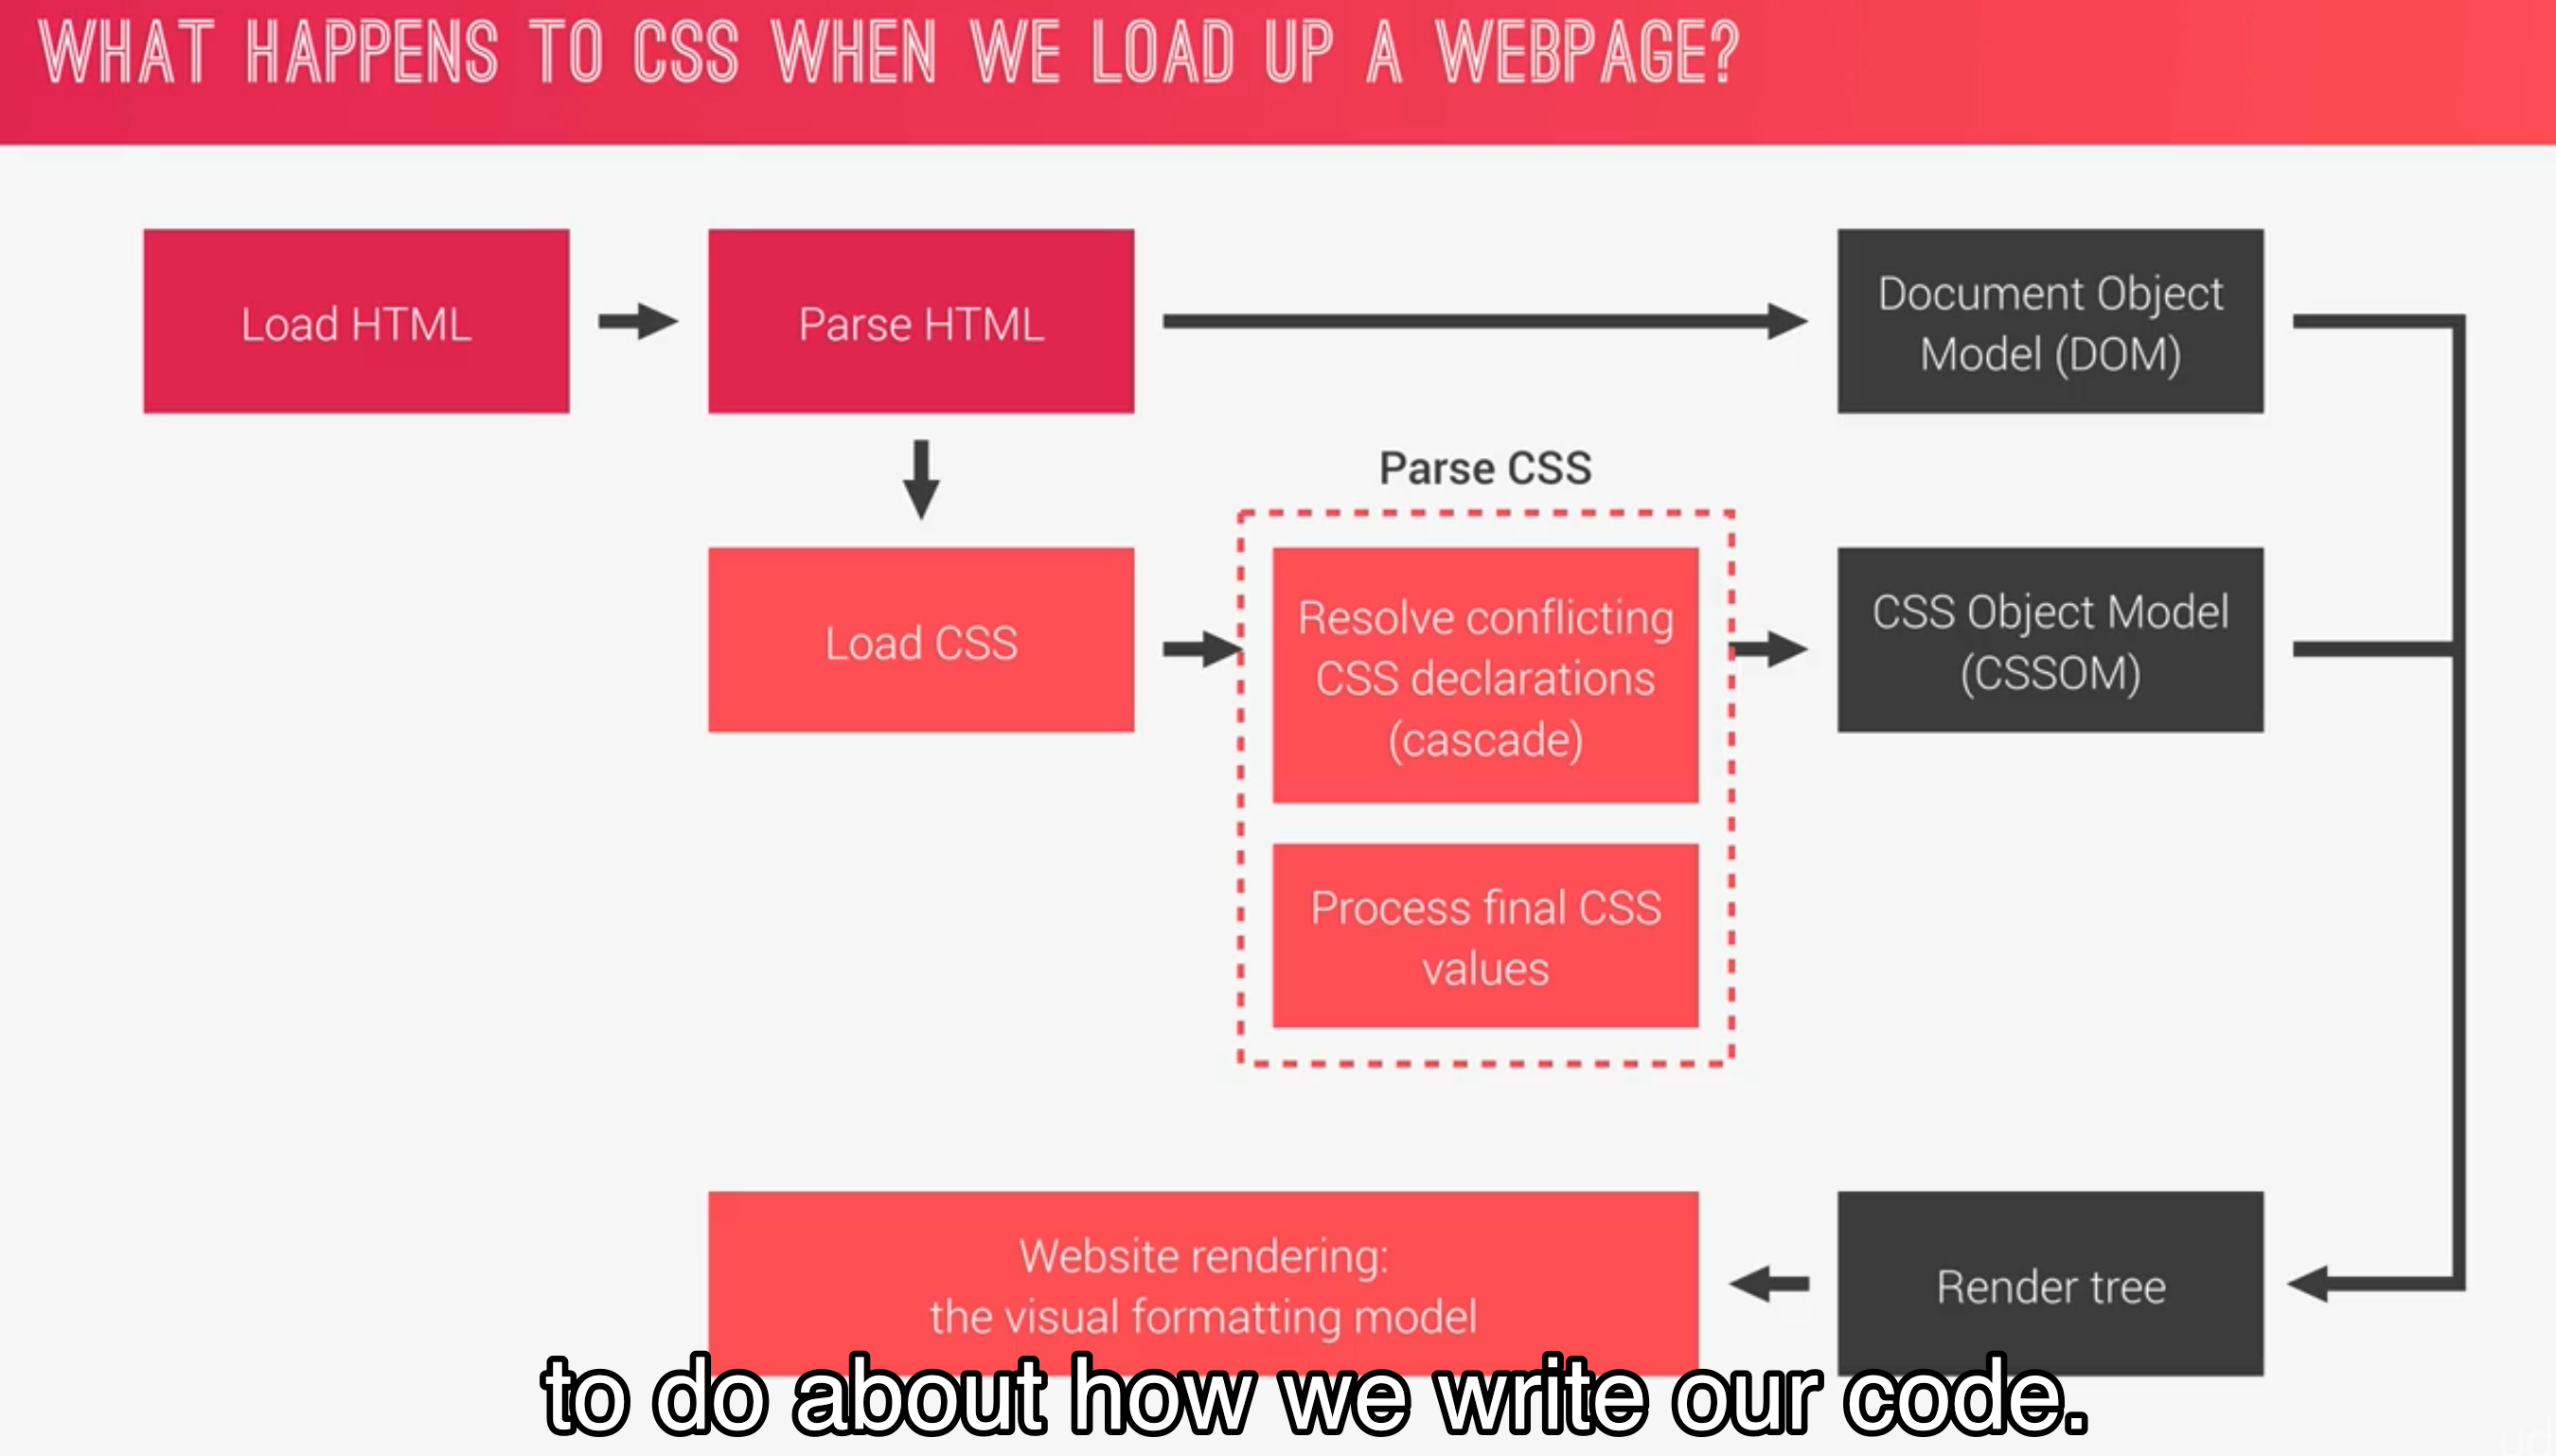 WHAT HAPPENS TO CSS WHEN WE LOAD UP A WEBPAGE?
Load HTML
Parse HTML
Document Object
Model (DOM)
Parse CSS
Load CSS
Resolve conflicting
CSS declarations
(cascade)
CSS Object Model
(CSSOM)
Process final CSS
values
Website rendering:
the visual formatting model
Render tree
to do about how we write our code.